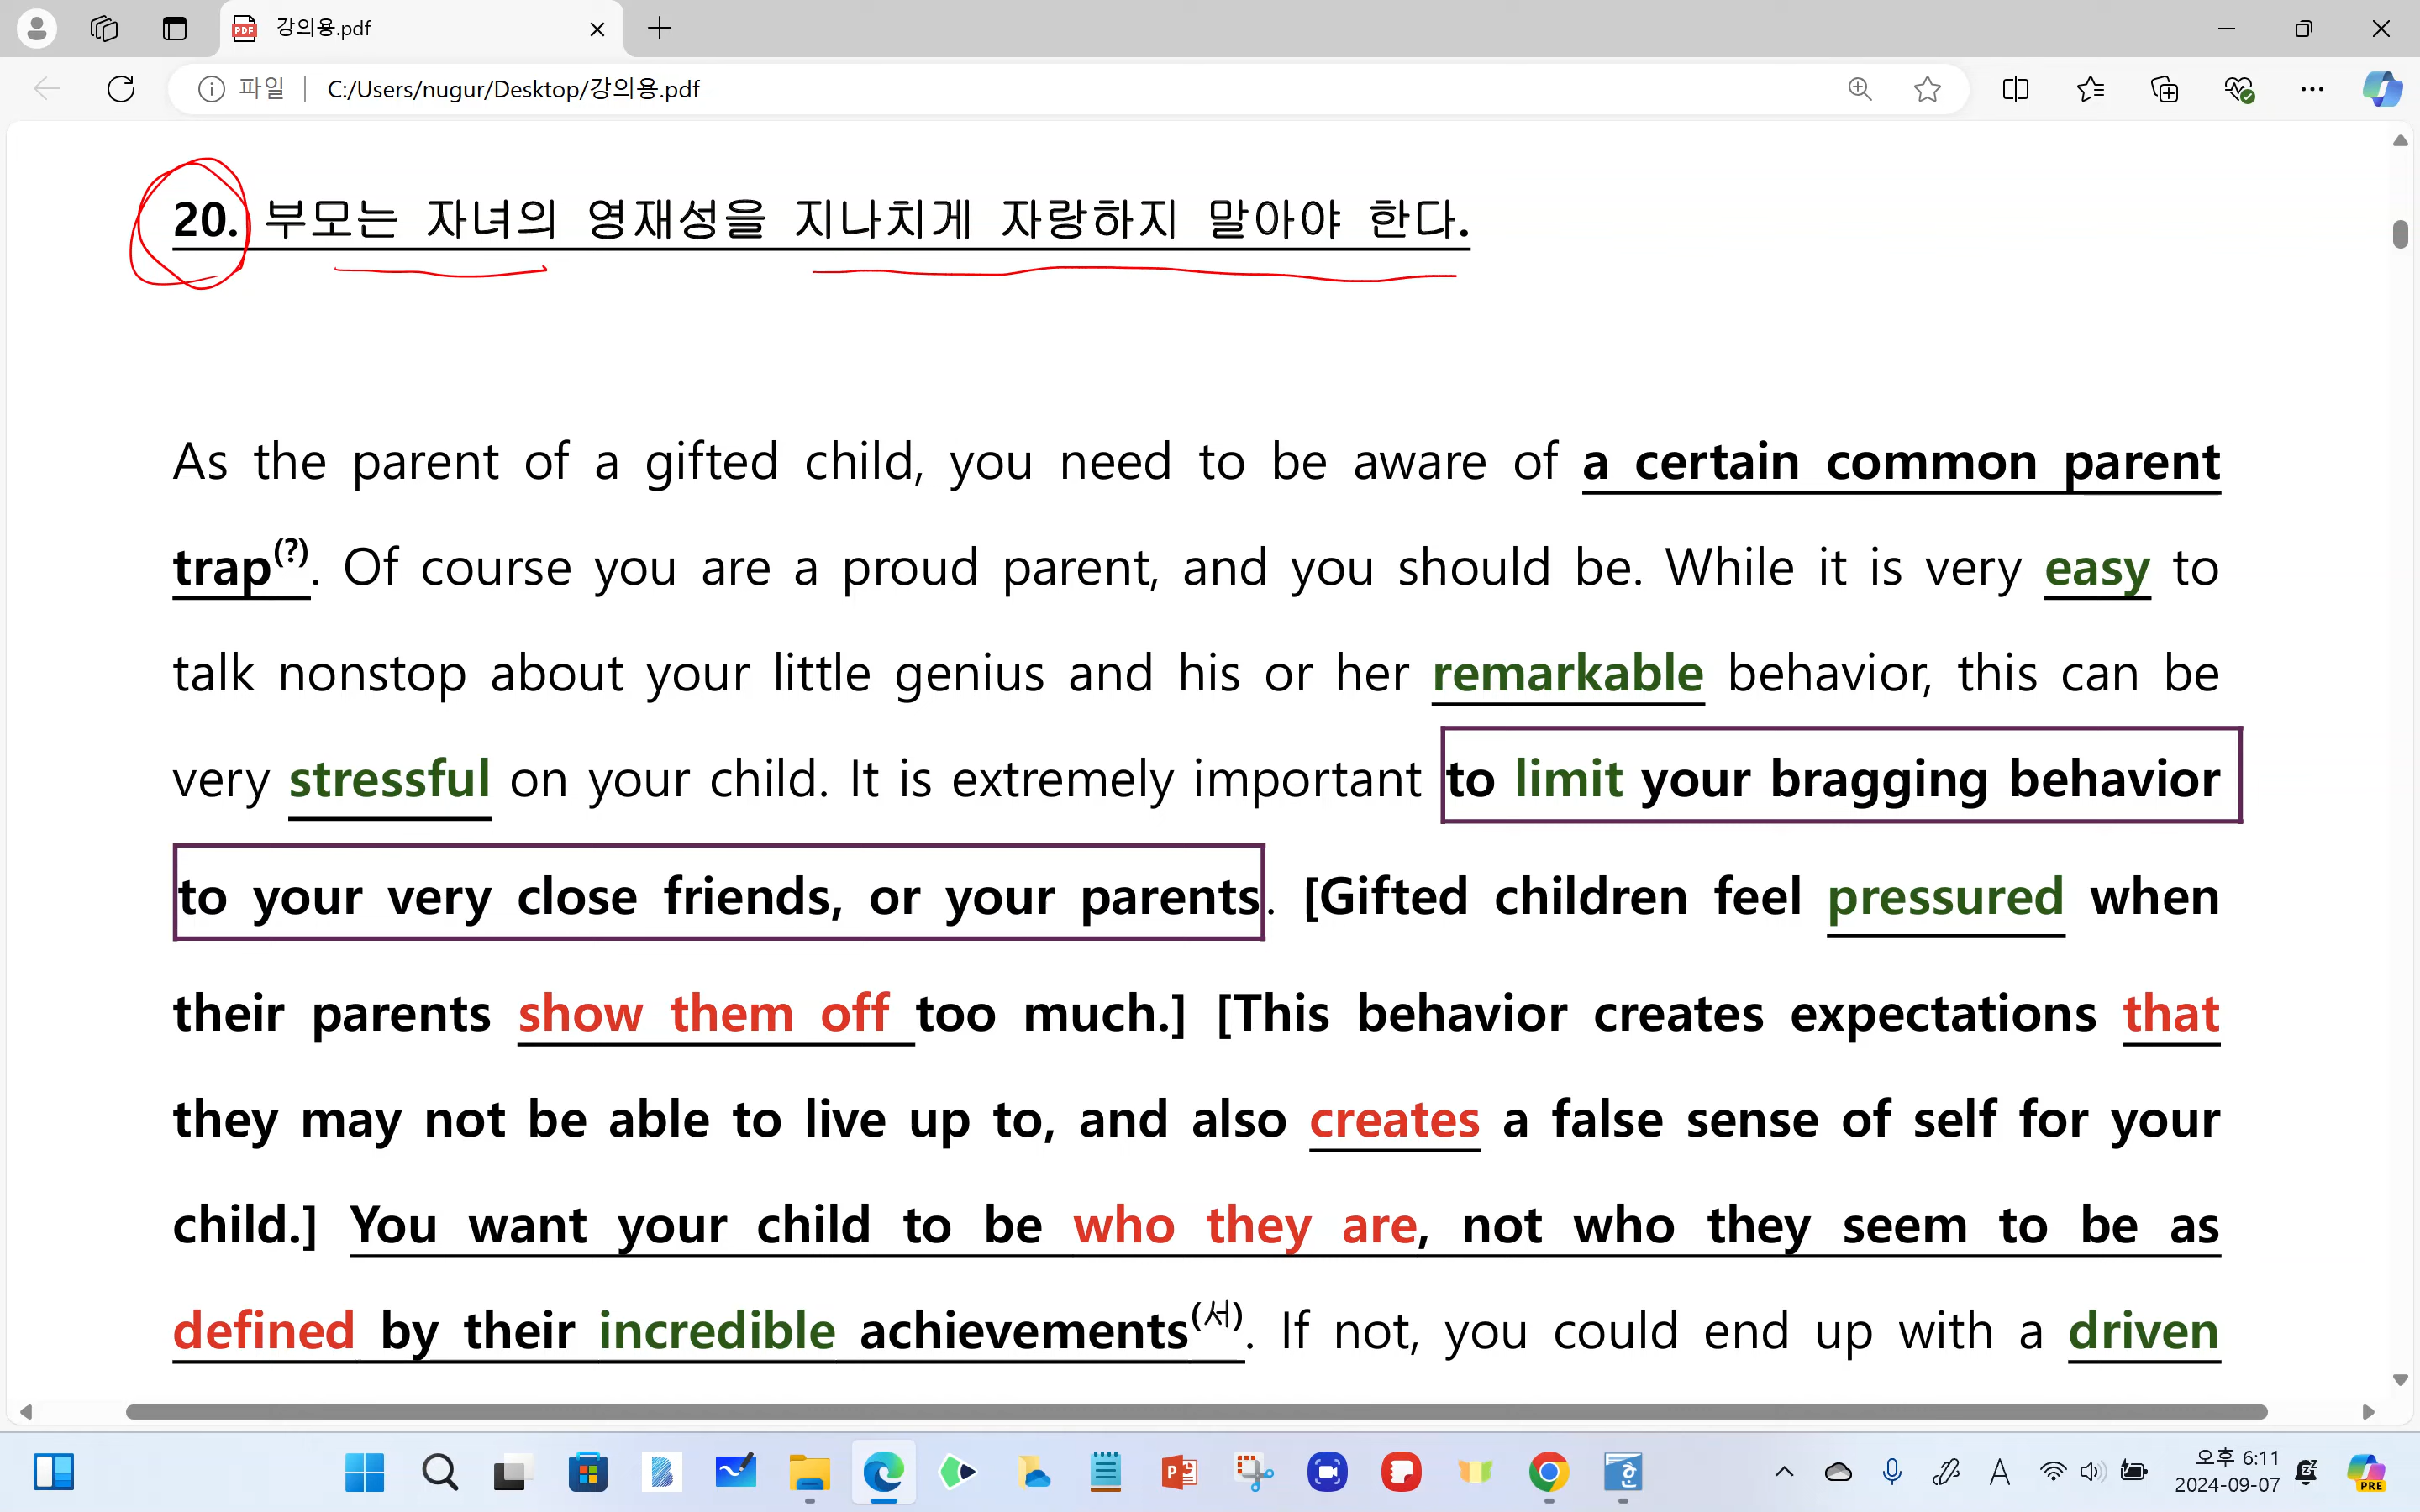 강의용.pdf
파일 C:/Users/nugur/Desktop/강의용.pdf
20. 부모는 자녀의 영재성을 지나치게 자랑하지 말아야 한다.
As the parent of a gifted child, you need to be aware of a certain common parent
trap(?). Of course you are a proud parent, and you should be. While it is very easy to
talk nonstop about your little genius and his or her remarkable behavior, this can be
very stressful on your child. It is extremely important to limit your bragging behavior
to your very close friends, or your parents. [Gifted children feel pressured when
their parents show them off too much.] [This behavior creates expectations that
they may not be able to live up to, and also creates a false sense of self for your
child.] You want your child to be who they are, not who they seem to be as
defined by their incredible achievements(서). If not, you could end up with a driven
오후 6:11
2024-09-07